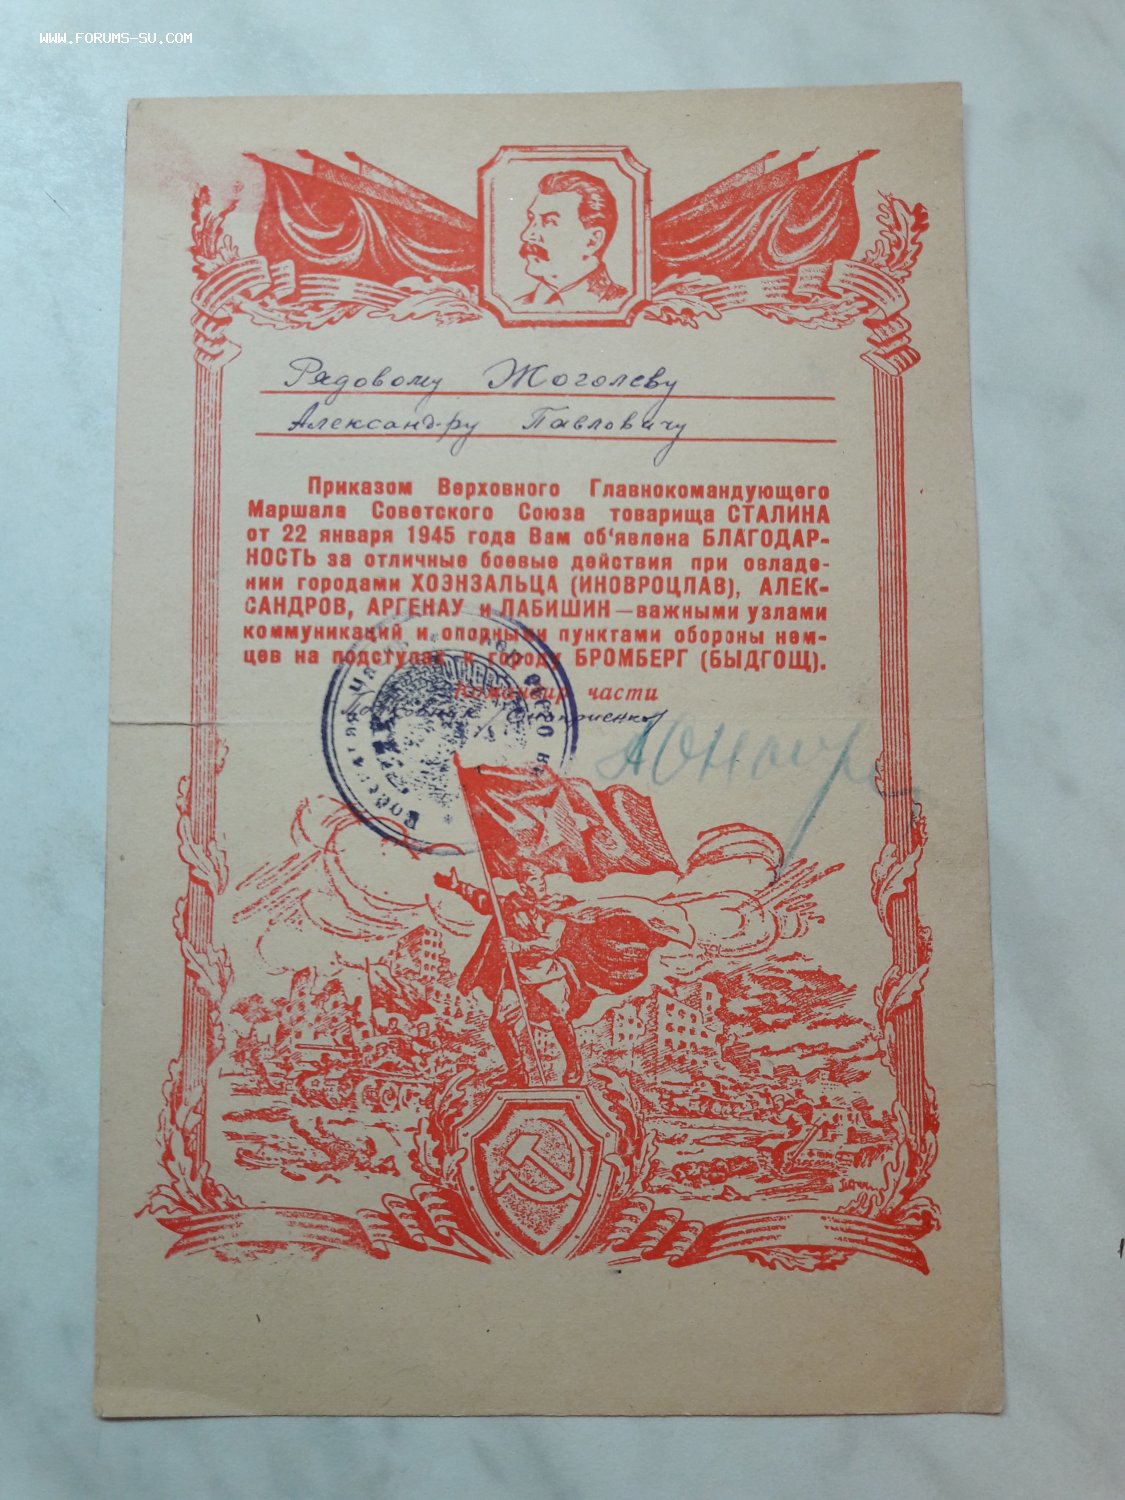 WWW.FORUMS-SU.COM
Рядовому Жоголеву
Александру Павловичу
Приказом Верховного Главнокомандующего
Маршала Советского Союза товарища СТАЛИНА
от 22 января 1945 года Вам об'явлена БЛАГОДАР-
НОСТЬ за отличные боевые действия при овладе-
нии городами ХОЭНЗАЛЬЦА (ИНОВРОЦЛАВ), АЛЕК-
САНДРОВ, АРГЕНАУ и ЛАБИШИН — важными узлами
коммуникаций и опорными пунктами обороны нем-
цев на подступах к городу БРОМБЕРГ (БЫДГОЩ).
Командир части